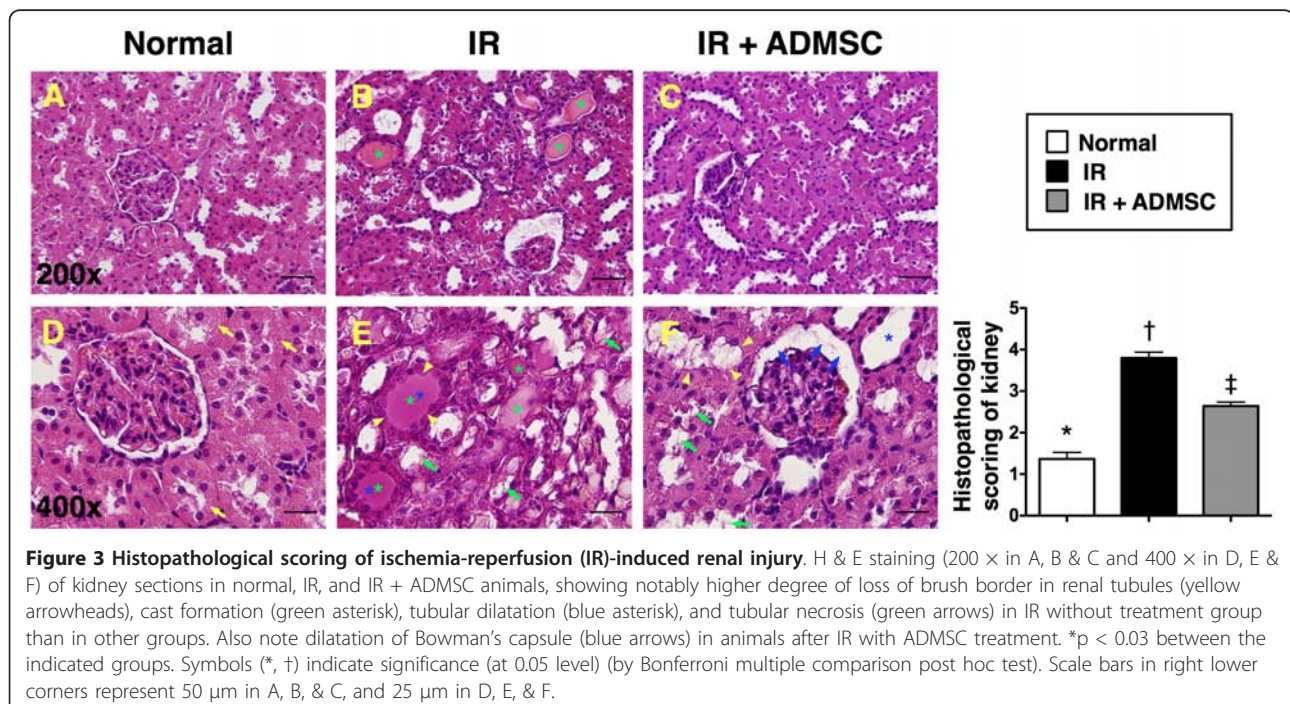 Normal
IR
IR + ADMSC
A
B
C
200x
D
E
F
400x
Normal
IR
IR + ADMSC
Histopathological
scoring of kidney
5
4
3
2
1
0
*
†
‡
Figure 3 Histopathological scoring of ischemia-reperfusion (IR)-induced renal injury. H & E staining (200 × in A, B & C and 400 × in D, E &
F) of kidney sections in normal, IR, and IR + ADMSC animals, showing notably higher degree of loss of brush border in renal tubules (yellow
arrowheads), cast formation (green asterisk), tubular dilatation (blue asterisk), and tubular necrosis (green arrows) in IR without treatment group
than in other groups. Also note dilatation of Bowman's capsule (blue arrows) in animals after IR with ADMSC treatment. *p < 0.03 between the
indicated groups. Symbols (*, †) indicate significance (at 0.05 level) (by Bonferroni multiple comparison post hoc test). Scale bars in right lower
corners represent 50 μm in A, B, & C, and 25 μm in D, E, & F.